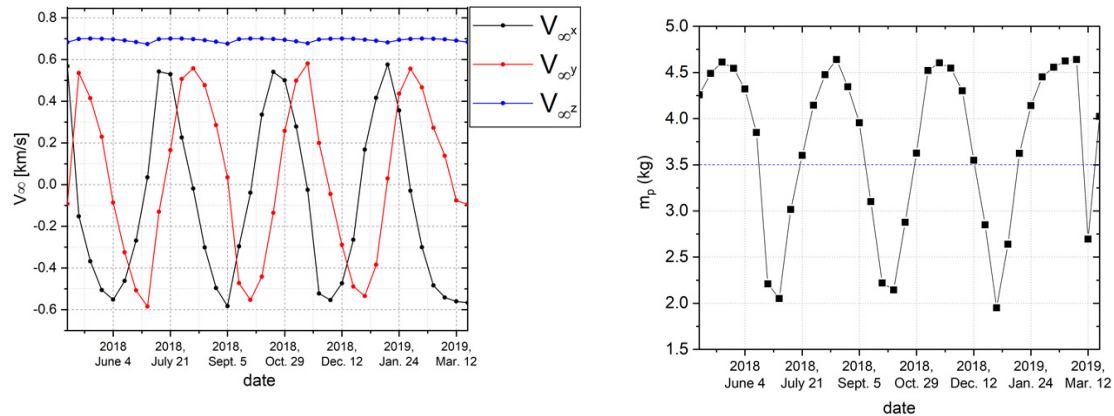 0.8
0.6
0.4
0.2
0.0
-0.2
-0.4
-0.6
V∞ [km/s]
2018
June 4
2018,
July 21
2018,
Sept. 5
2018,
Oct. 29
2018,
Dec. 12
2019,
Jan. 24
2019,
Mar. 12
date
V∞x
V∞y
V∞z
5.0
4.5
4.0
3.5
3.0
2.5
2.0
1.5
mp (kg)
2018
June 4
2018,
July 21
2018,
Sept. 5
2018,
Oct. 29
2018,
Dec. 12
2019,
Jan. 24
2019,
Mar. 12
date